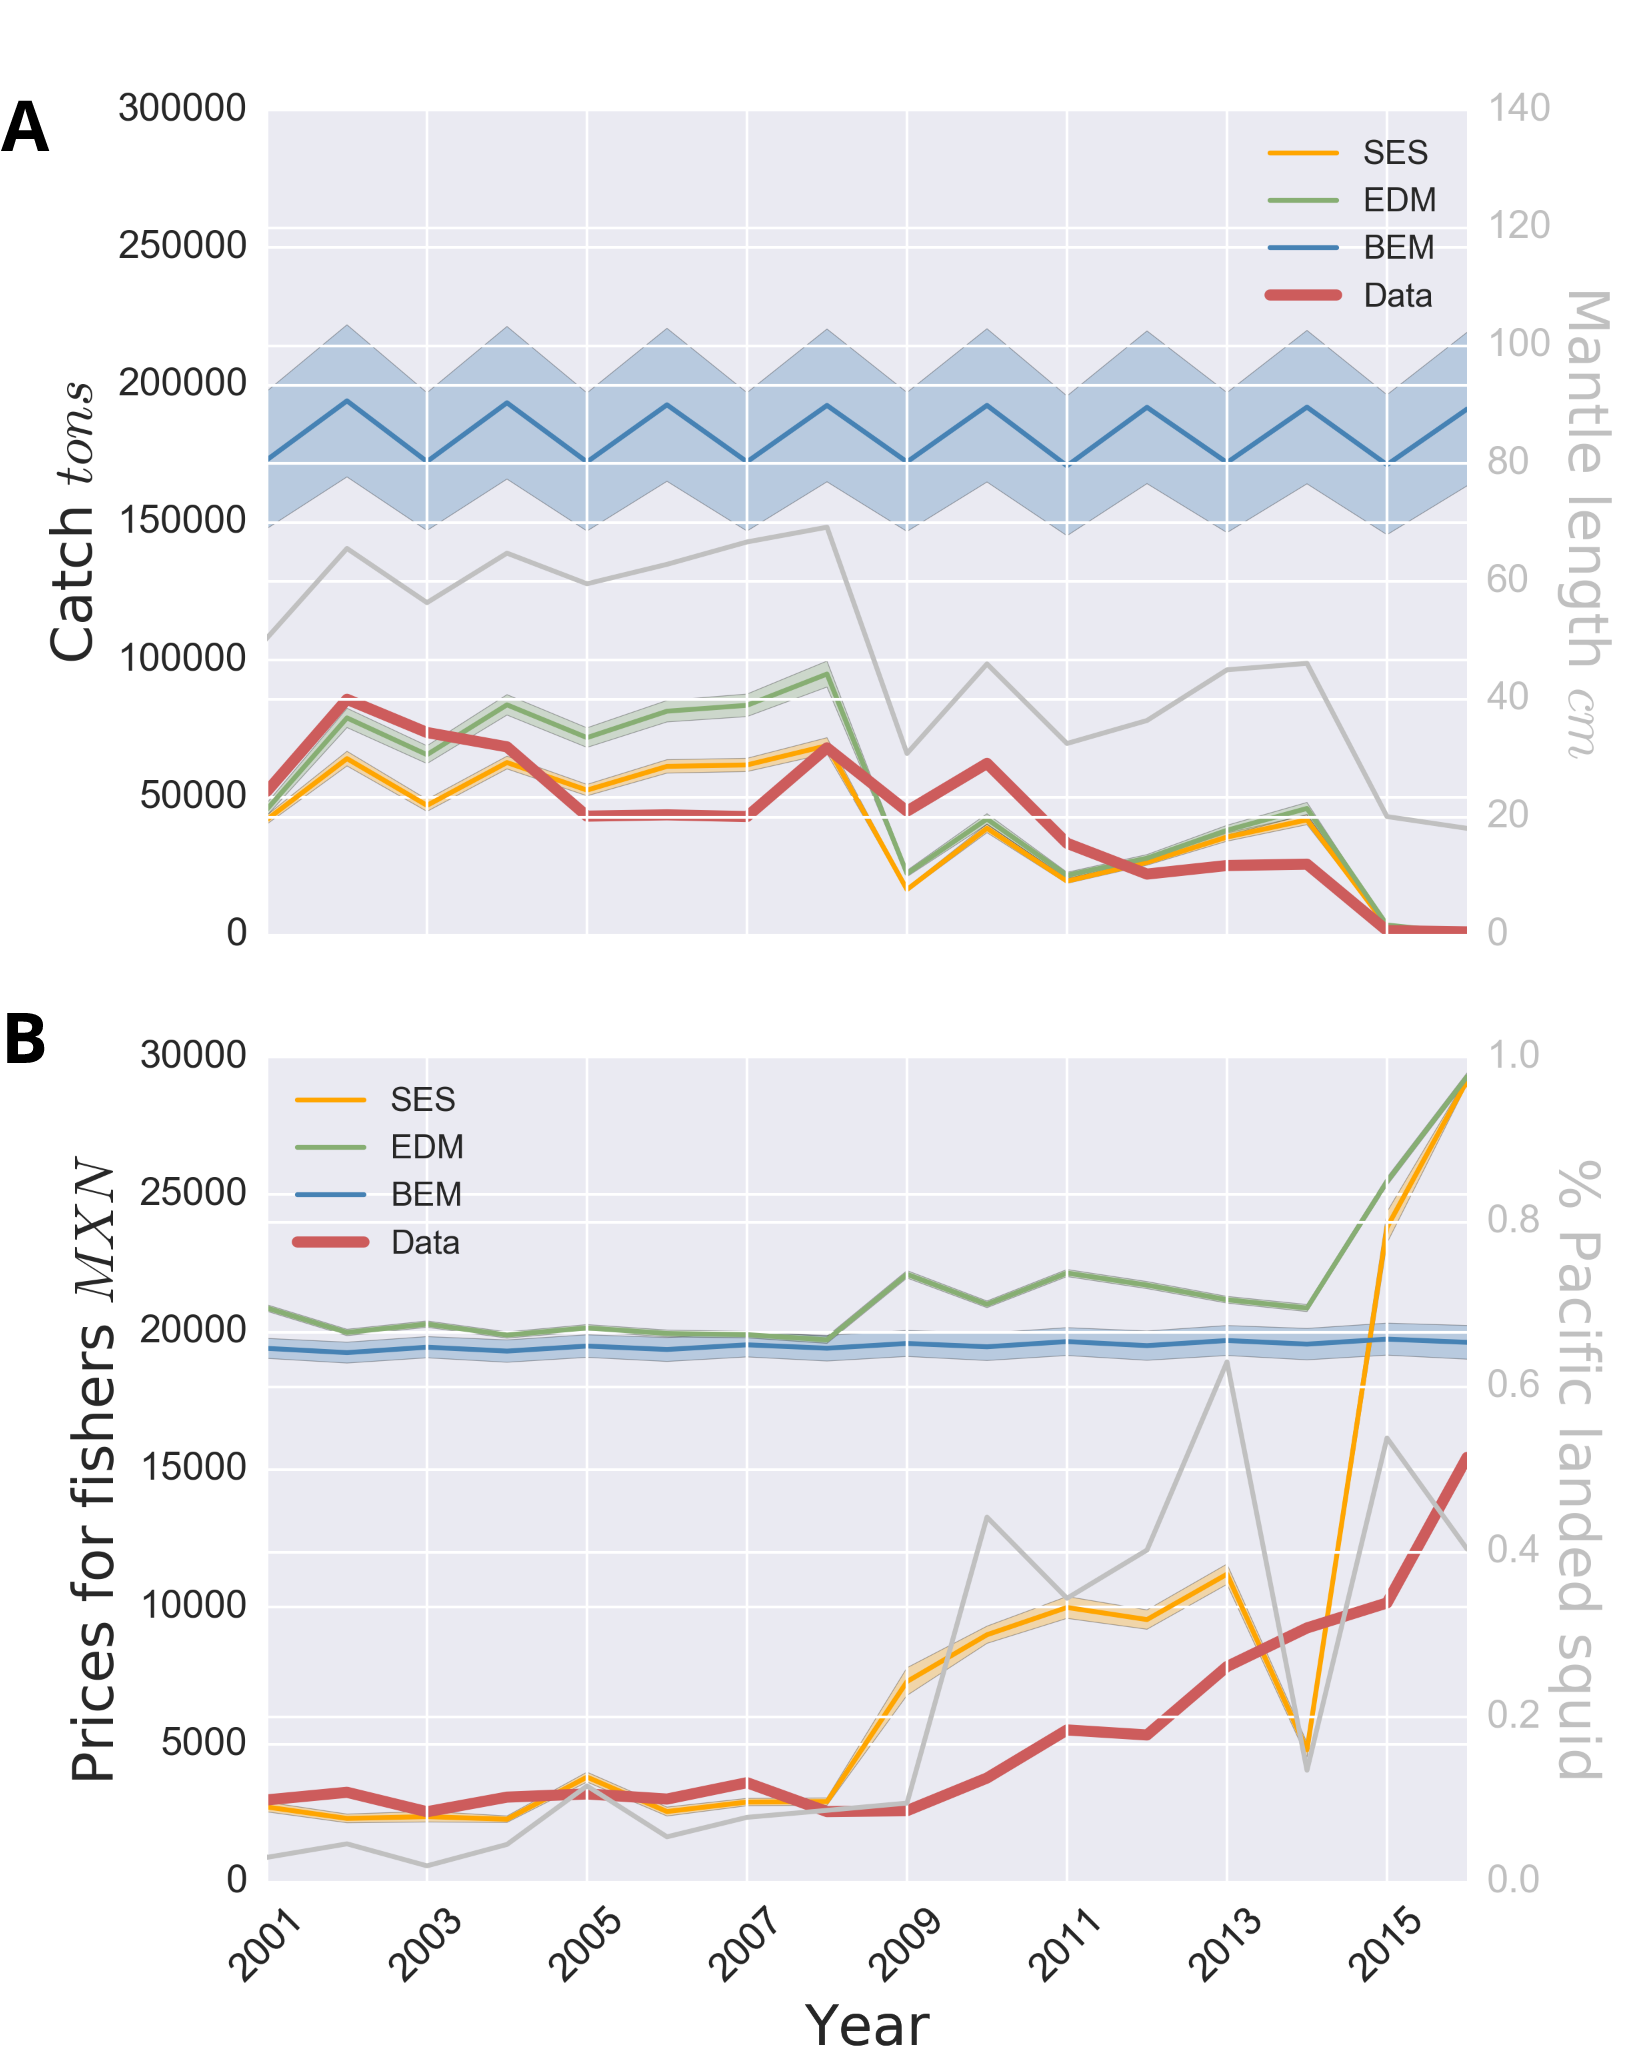 A
300000
250000
200000
150000
100000
50000
0
Catch tons
140
120
100
80
60
40
20
0
Mantle length cm
SES
EDM
BEM
Data
B
30000
25000
20000
15000
10000
5000
0
Prices for fishers MXN
1.0
0.8
0.6
0.4
0.2
0.0
% Pacific landed squid
SES
EDM
BEM
Data
2001
2003
2005
2007
2009
2011
2013
2015
Year